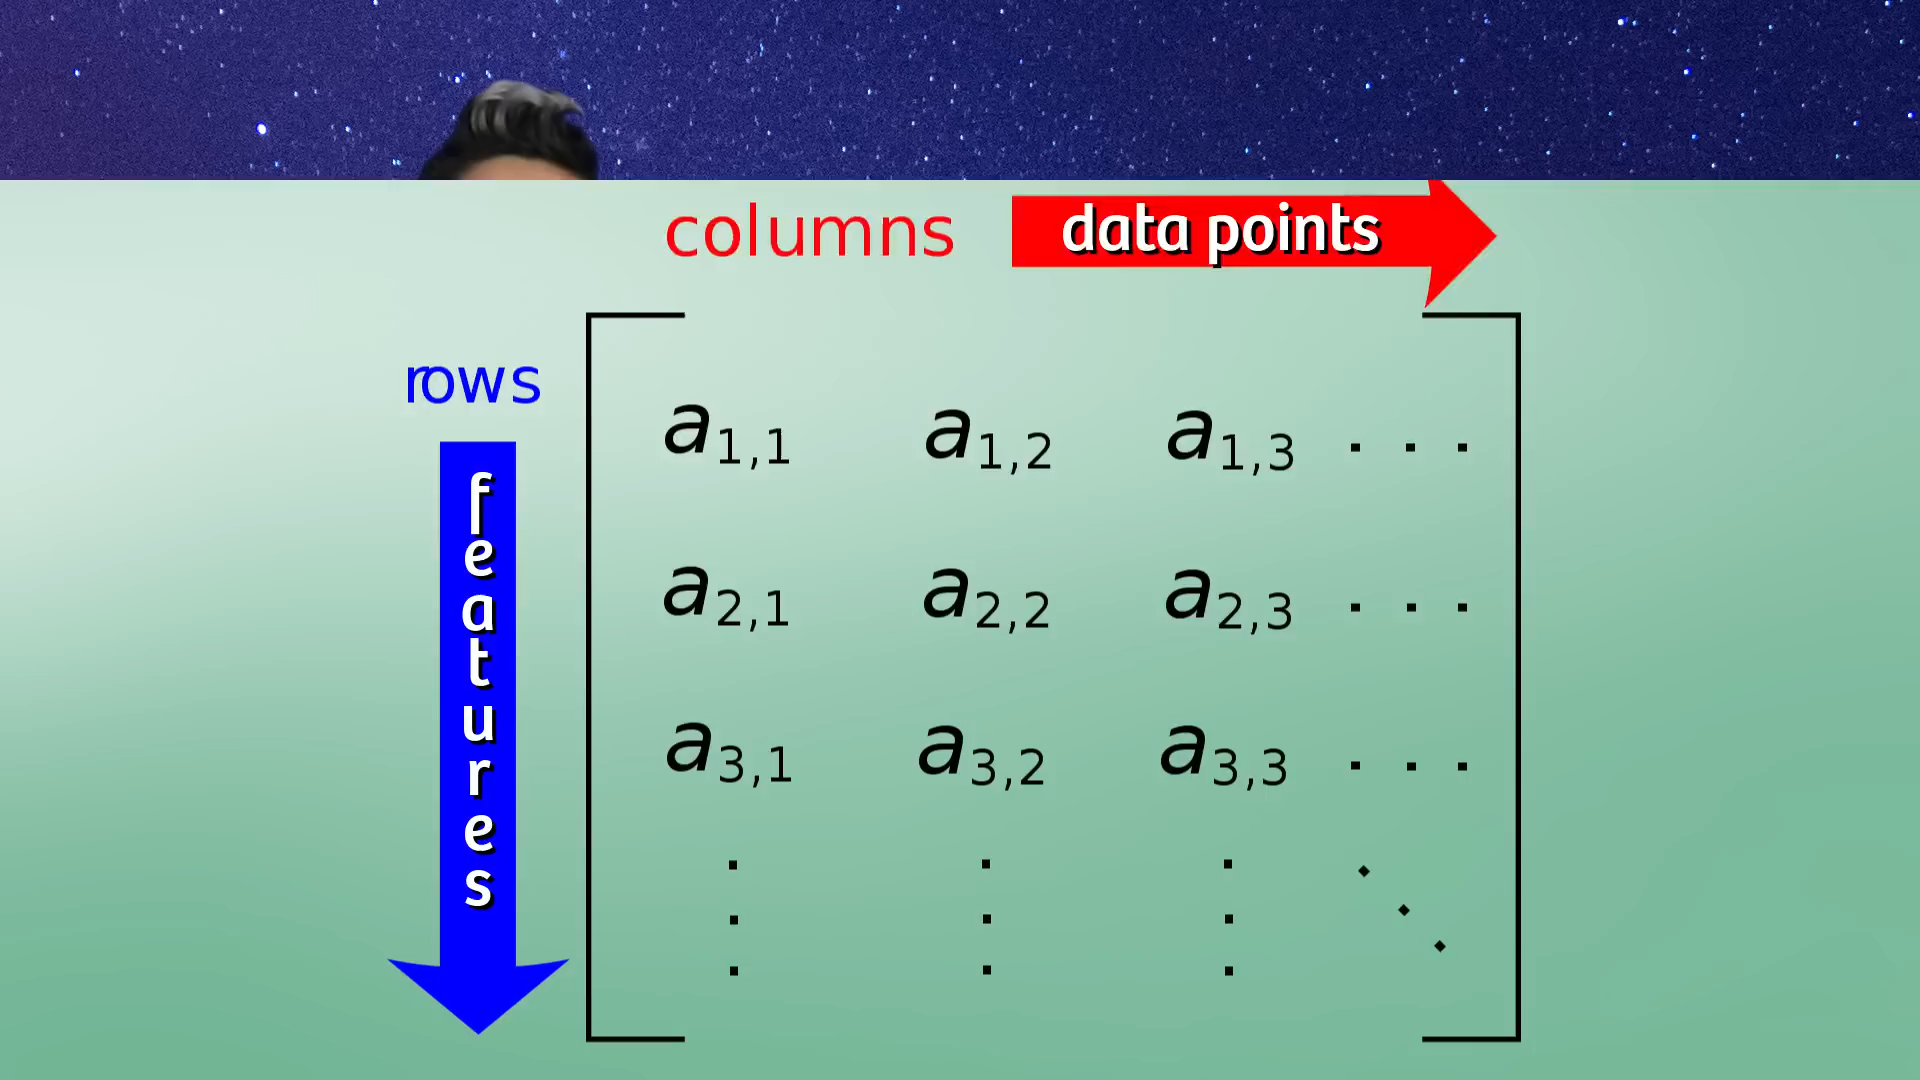 columns data points
rows
features
a1,1 a1,2 a1,3 . . .
a2,1 a2,2 a2,3 . . .
a3,1 a3,2 a3,3 . . .